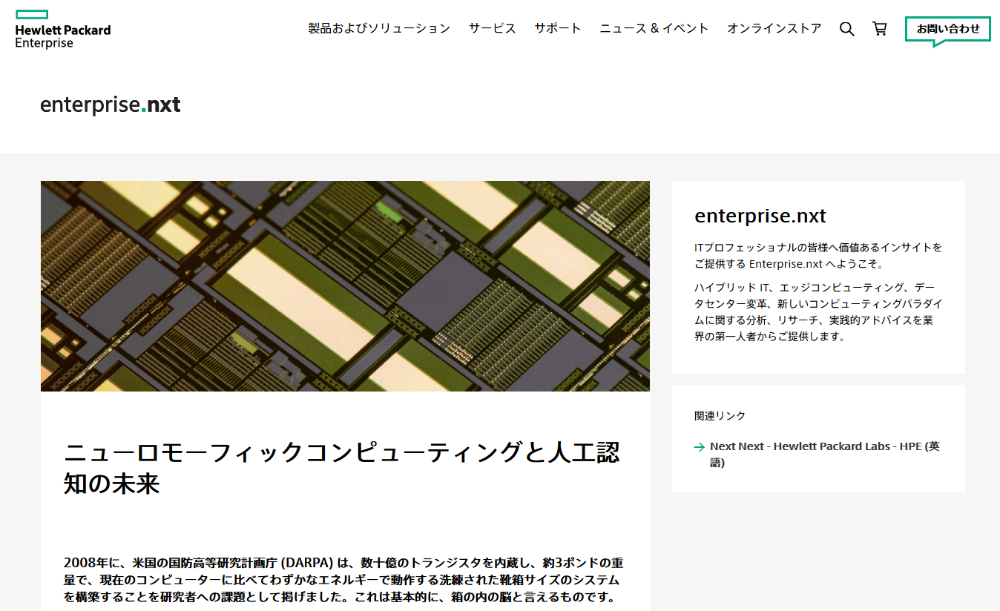 Hewlett Packard
Enterprise
製品およびソリューション サービス サポート ニュース & イベント オンラインストア お問い合わせ
enterprise.nxt
ニューロモーフィックコンピューティングと人工認
知の未来
2008年に、米国の国防高等研究計画庁 (DARPA) は、数十億のトランジスタを内蔵し、約3ポンドの重
量で、現在のコンピューターに比べてわずかなエネルギーで動作する洗練された靴箱サイズのシステム
を構築することを研究者への課題として掲げました。これは基本的に、箱の内の脳と言えるものです。
enterprise.nxt
ITプロフェッショナルの皆様へ価値あるインサイトを
ご提供する Enterprise.nxt へようこそ。
ハイブリッド IT、エッジコンピューティング、デー
タセンター変革、新しいコンピューティングパラダイ
ムに関する分析、リサーチ、実践的アドバイスを業
界の第一人者からご提供します。
関連リンク
Next Next - Hewlett Packard Labs - HPE (英
語)